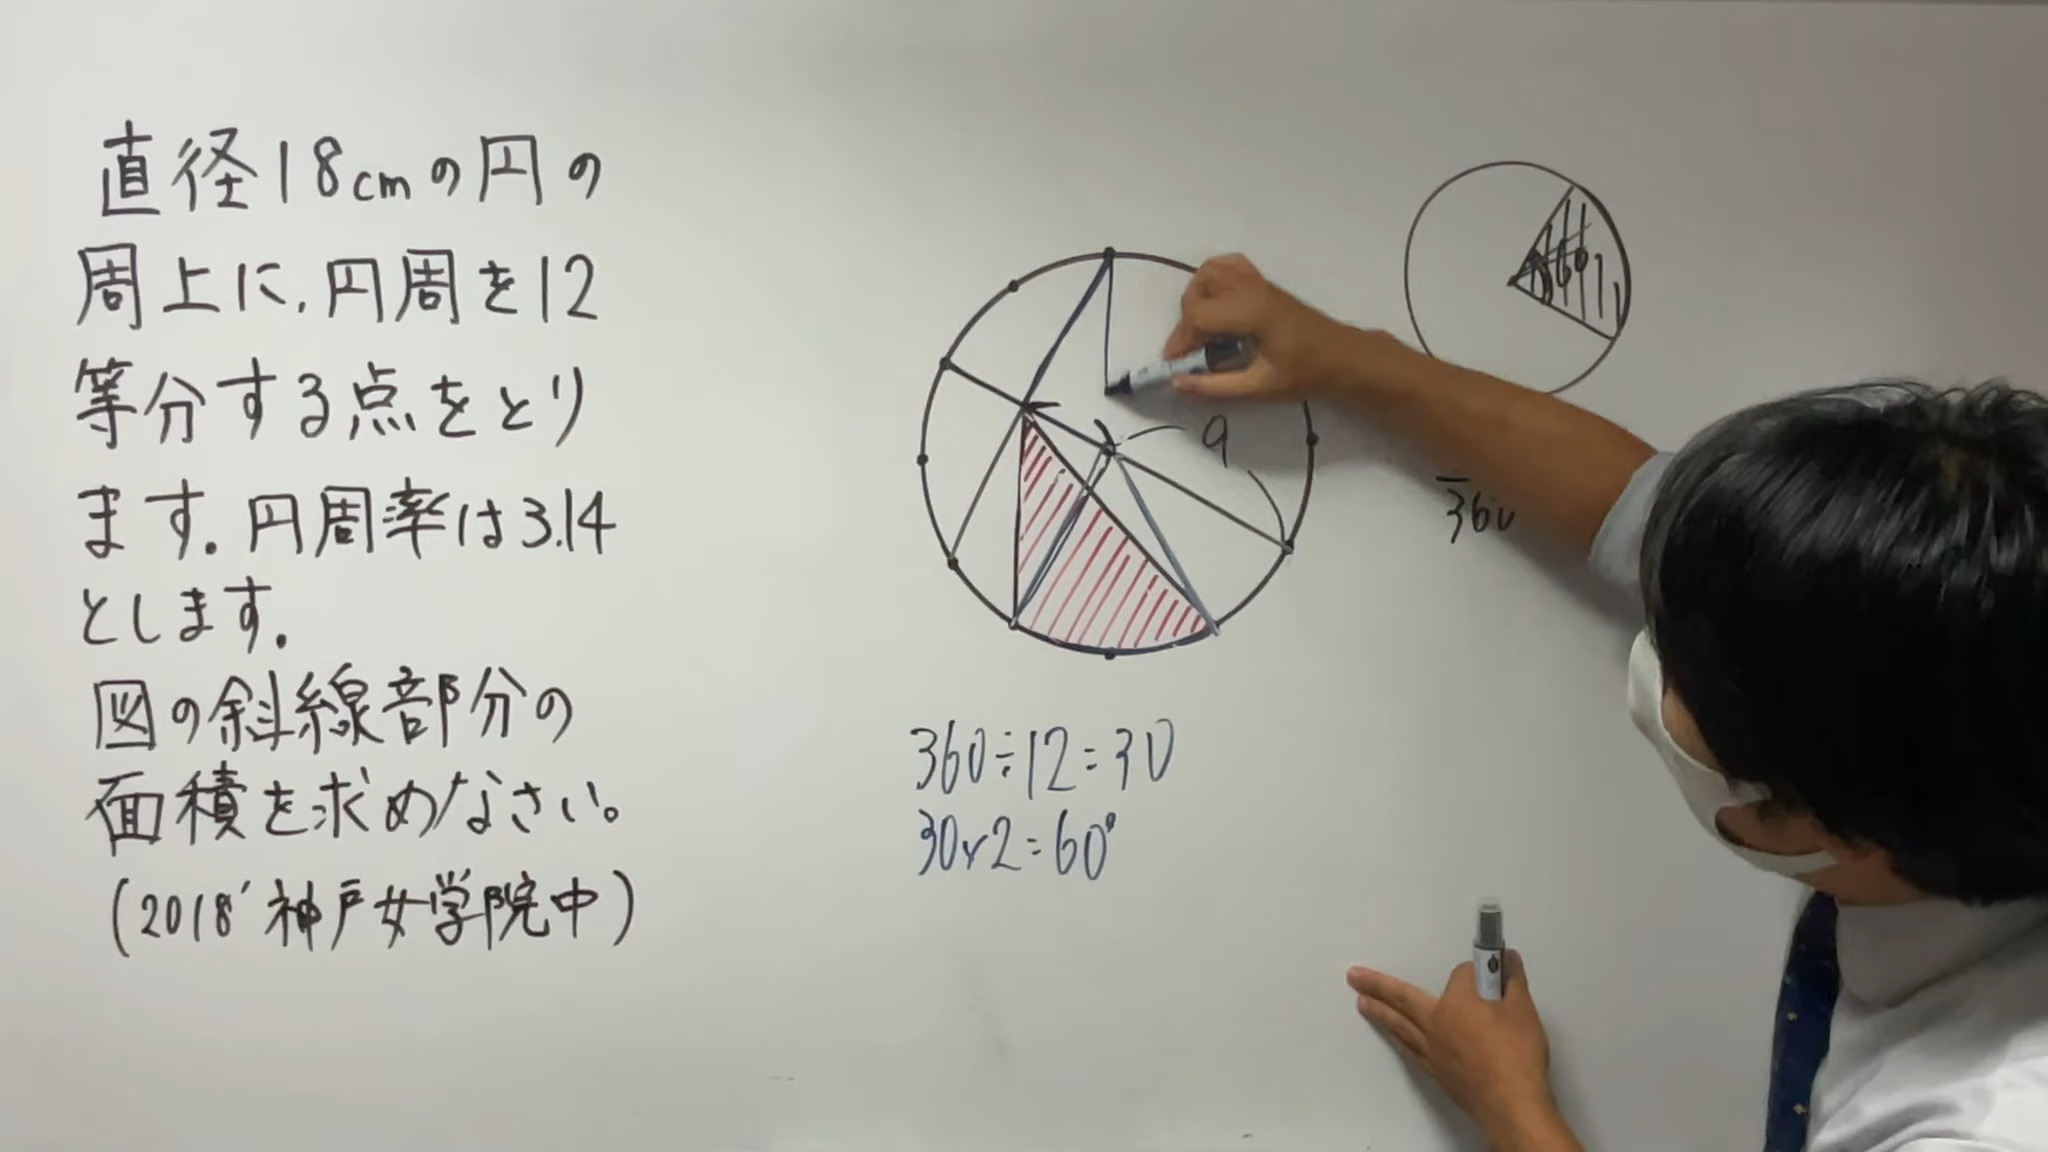 直径18cmの円の
周上に、円周を12
等分する点をとり
ます。円周率は3.14
とします。
図の斜線部分の
面積を求めなさい。
(2018'神戸女学院中)
9
360÷12=30
30×2=60°
360